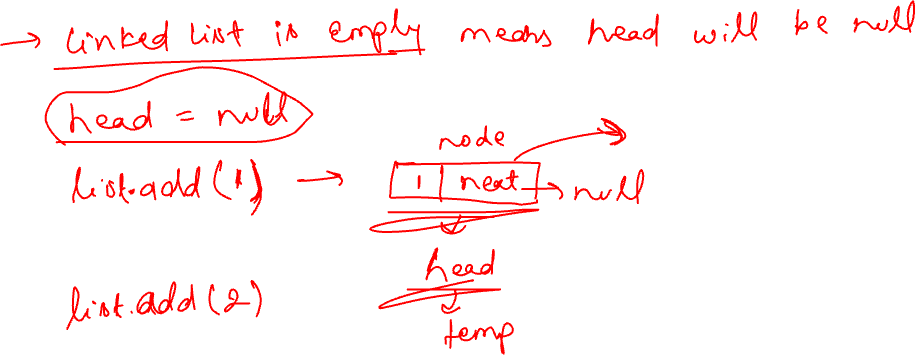 → Linked List is empty means head will be null
head = null
node
list.add(1) → 1 next → null
head
list.add(2)
temp